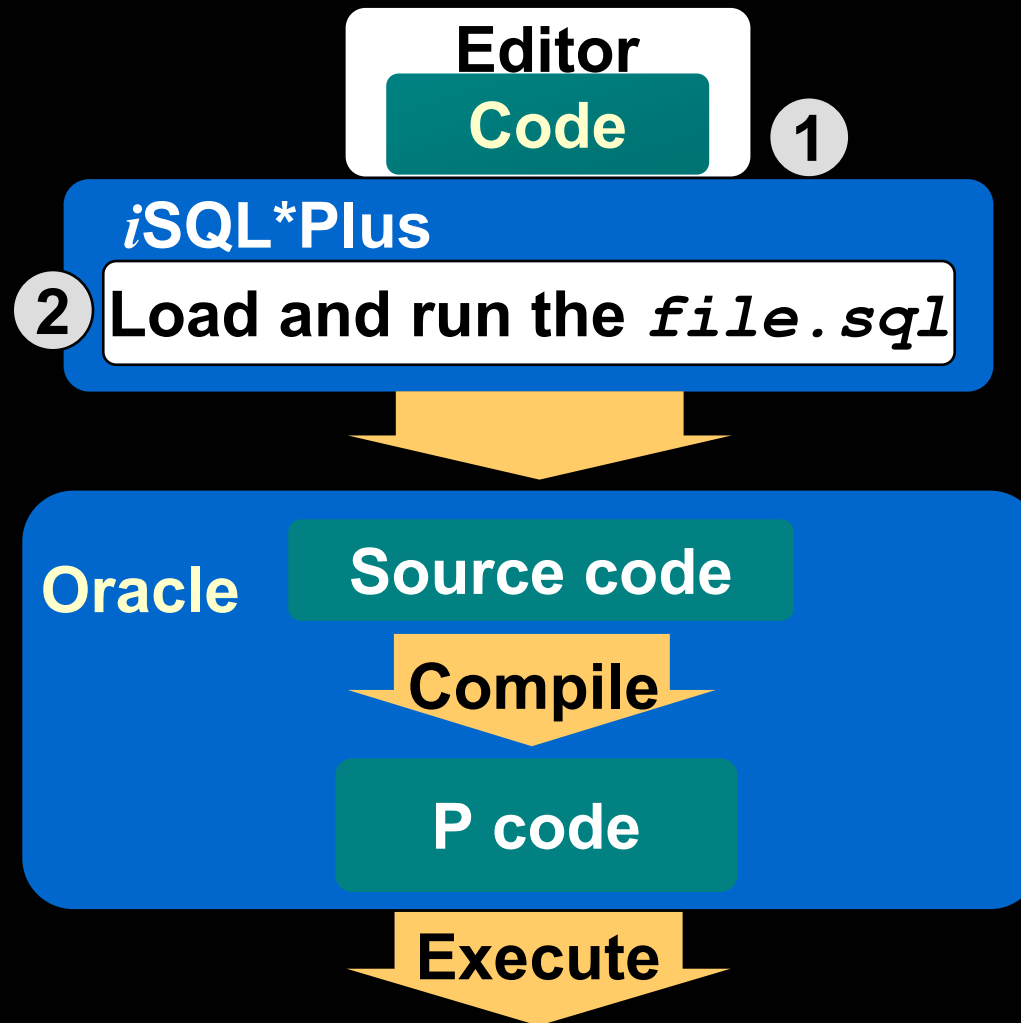 Editor
Code
1
iSQL*Plus
2
Load and run the file.sql
Source code
Oracle
Compile
P code
Execute